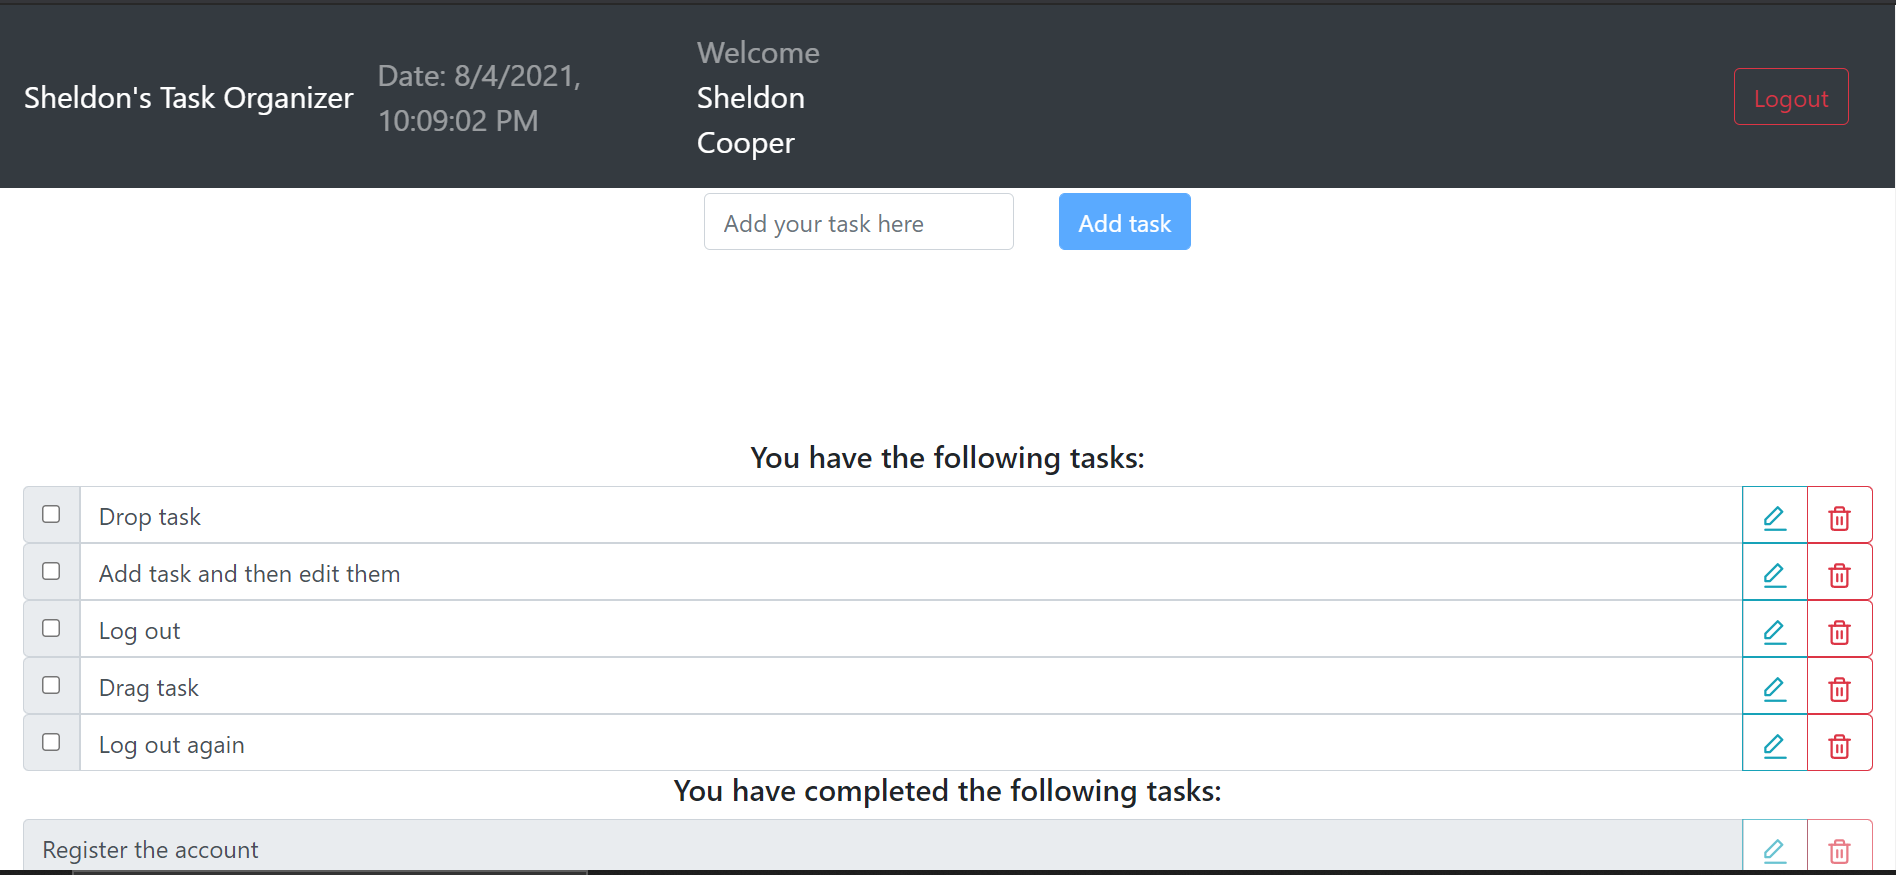 Sheldon's Task Organizer
Date: 8/4/2021,
10:09:02 PM
Welcome
Sheldon
Cooper
Logout
Add your task here
Add task
You have the following tasks:
Drop task
Add task and then edit them
Log out
Drag task
Log out again
You have completed the following tasks:
Register the account